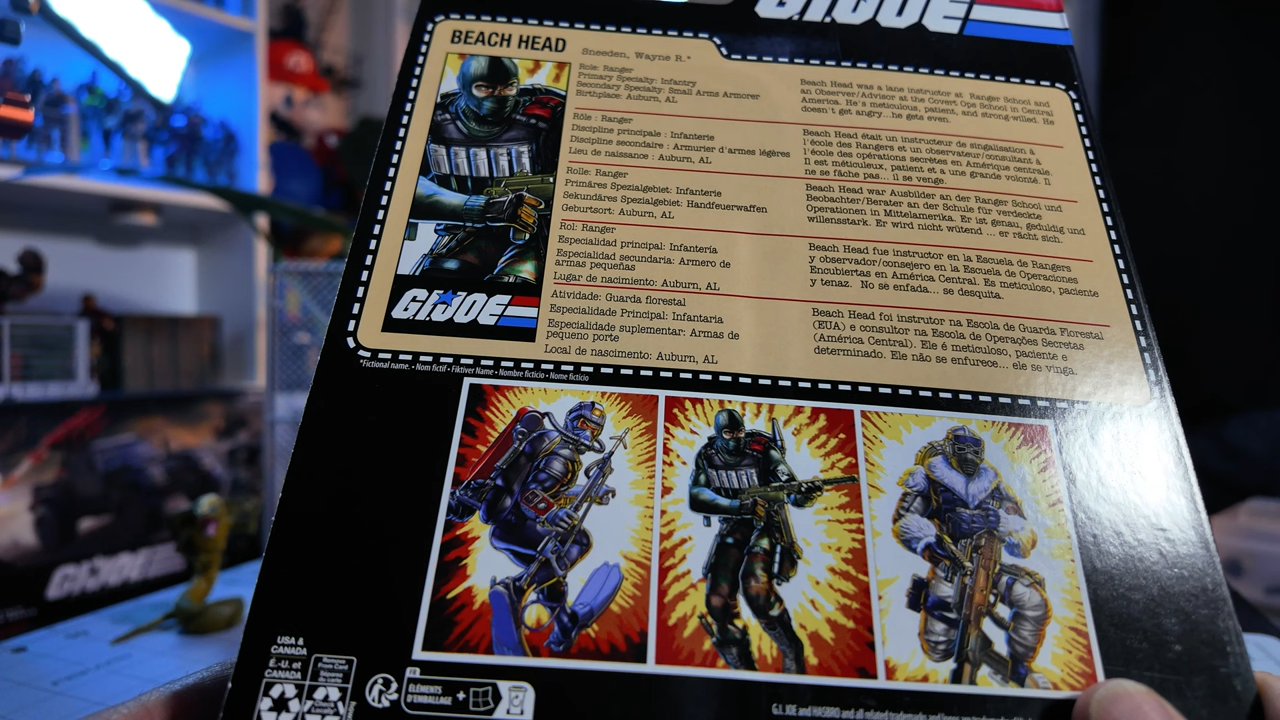 G.I.JOE
BEACH HEAD
Sneeden, Wayne R.*
Role: Ranger
Primary Specialty: Infantry
Secondary Specialty: Small Arms Armorer
Birthplace: Auburn, AL
Beach Head was a lane instructor at Ranger School and
an Observer/Advisor at the Covert Ops School in Central
America. He's meticulous, patient, and strong-willed. He
doesn't get angry...he gets even.
Rôle : Ranger
Discipline principale : Infanterie
Discipline secondaire : Armurier d'armes légères
Lieu de naissance : Auburn, AL
Beach Head était un instructeur de singalisation à
l'école des Rangers et un observateur/consultant à
l'école des opérations secrètes en Amérique centrale.
Il est méticuleux, patient et a une grande volonté. Il
ne se fâche pas... il se venge.
Rolle: Ranger
Primäres Spezialgebiet: Infanterie
Sekundäres Spezialgebiet: Handfeuerwaffen
Geburtsort: Auburn, AL
Beach Head war Ausbilder an der Ranger School und
Beobachter/Berater an der Schule für verdeckte
Operationen in Mittelamerika. Er ist genau, geduldig und
willensstark. Er wird nicht wütend ... er rächt sich.
Rol: Ranger
Especialidad principal: Infantería
Especialidad secundaria: Armero de
armas pequeñas
Lugar de nacimiento: Auburn, AL
Beach Head fue instructor en la Escuela de Rangers
y observador/consejero en la Escuela de Operaciones
Encubiertas en América Central. Es meticuloso, paciente
y tenaz. No se enfada... se desquita.
Atividade: Guarda florestal
Especialidade Principal: Infantaria
Especialidade suplementar: Armas de
pequeno porte
Local de nascimento: Auburn, AL
Beach Head foi instrutor na Escola de Guarda Florestal
(EUA) e consultor na Escola de Operações Secretas
(América Central). Ele é meticuloso, paciente e
determinado. Ele não se enfurece... ele se vinga.
G.I.JOE
*Fictional name. • Nom fictif • Fiktiver Name • Nombre ficticio • Nome fictício
G.I.JOE
USA &
CANADA
É.-U. et
CANADA
Remove
From Card
Séparez
de la carte
Check
Locally*
FR
ÉLÉMENTS
D'EMBALLAGE
+
G.I. JOE and HASBRO and all related trademarks and